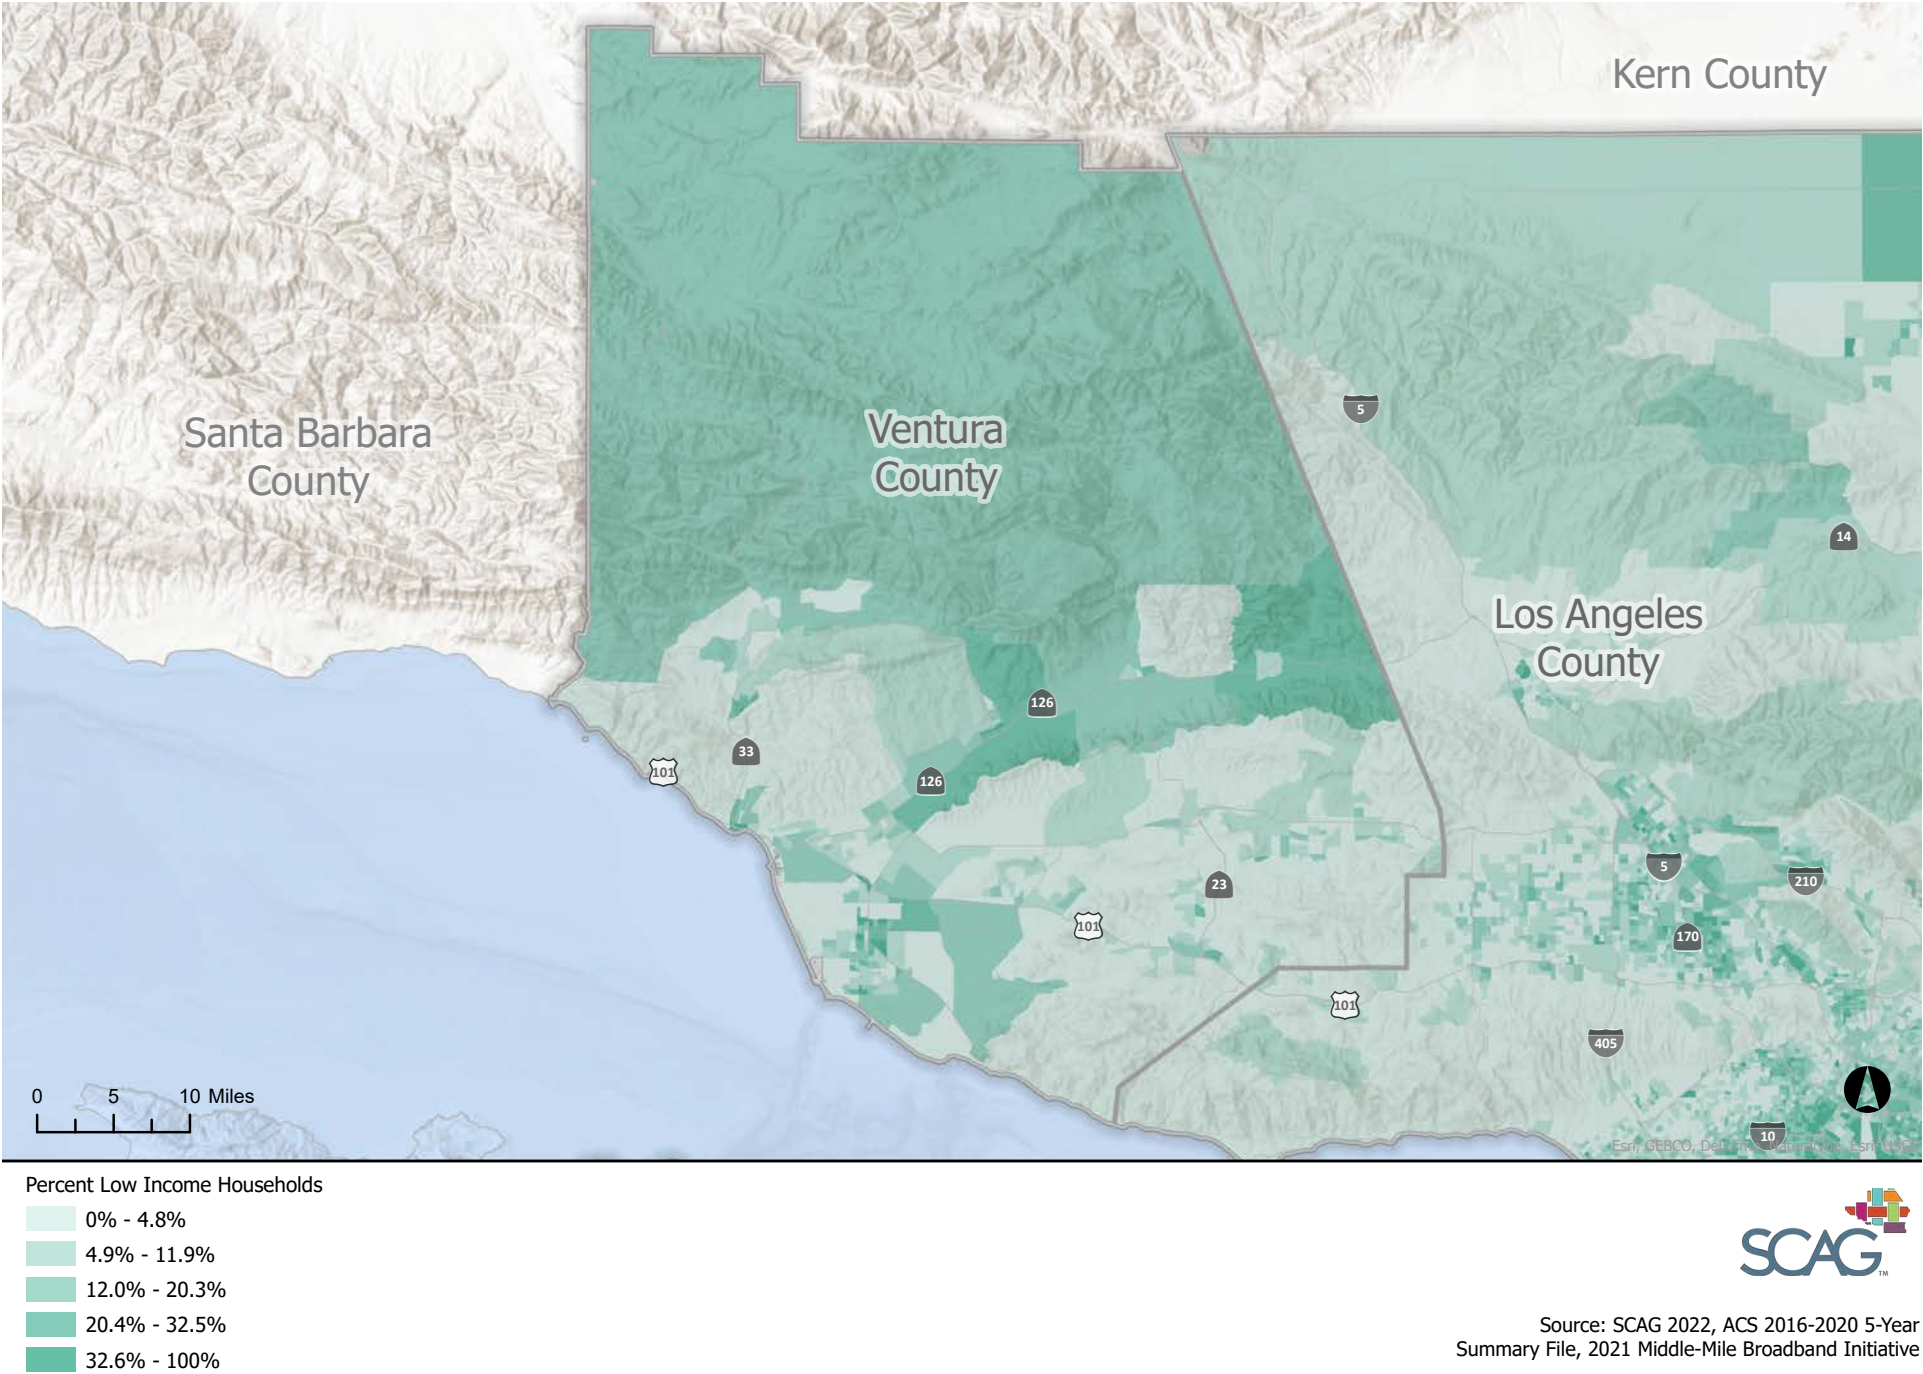 Kern County
Santa Barbara
County
Ventura
County
5
14
Los Angeles
County
126
33
101
126
23
101
5
210
170
101
405
10
0 5 10 Miles
Esri, GEBCO,
Percent Low Income Households
0% - 4.8%
4.9% - 11.9%
12.0% - 20.3%
20.4% - 32.5%
32.6% - 100%
SCAG™
Source: SCAG 2022, ACS 2016-2020 5-Year
Summary File, 2021 Middle-Mile Broadband Initiative